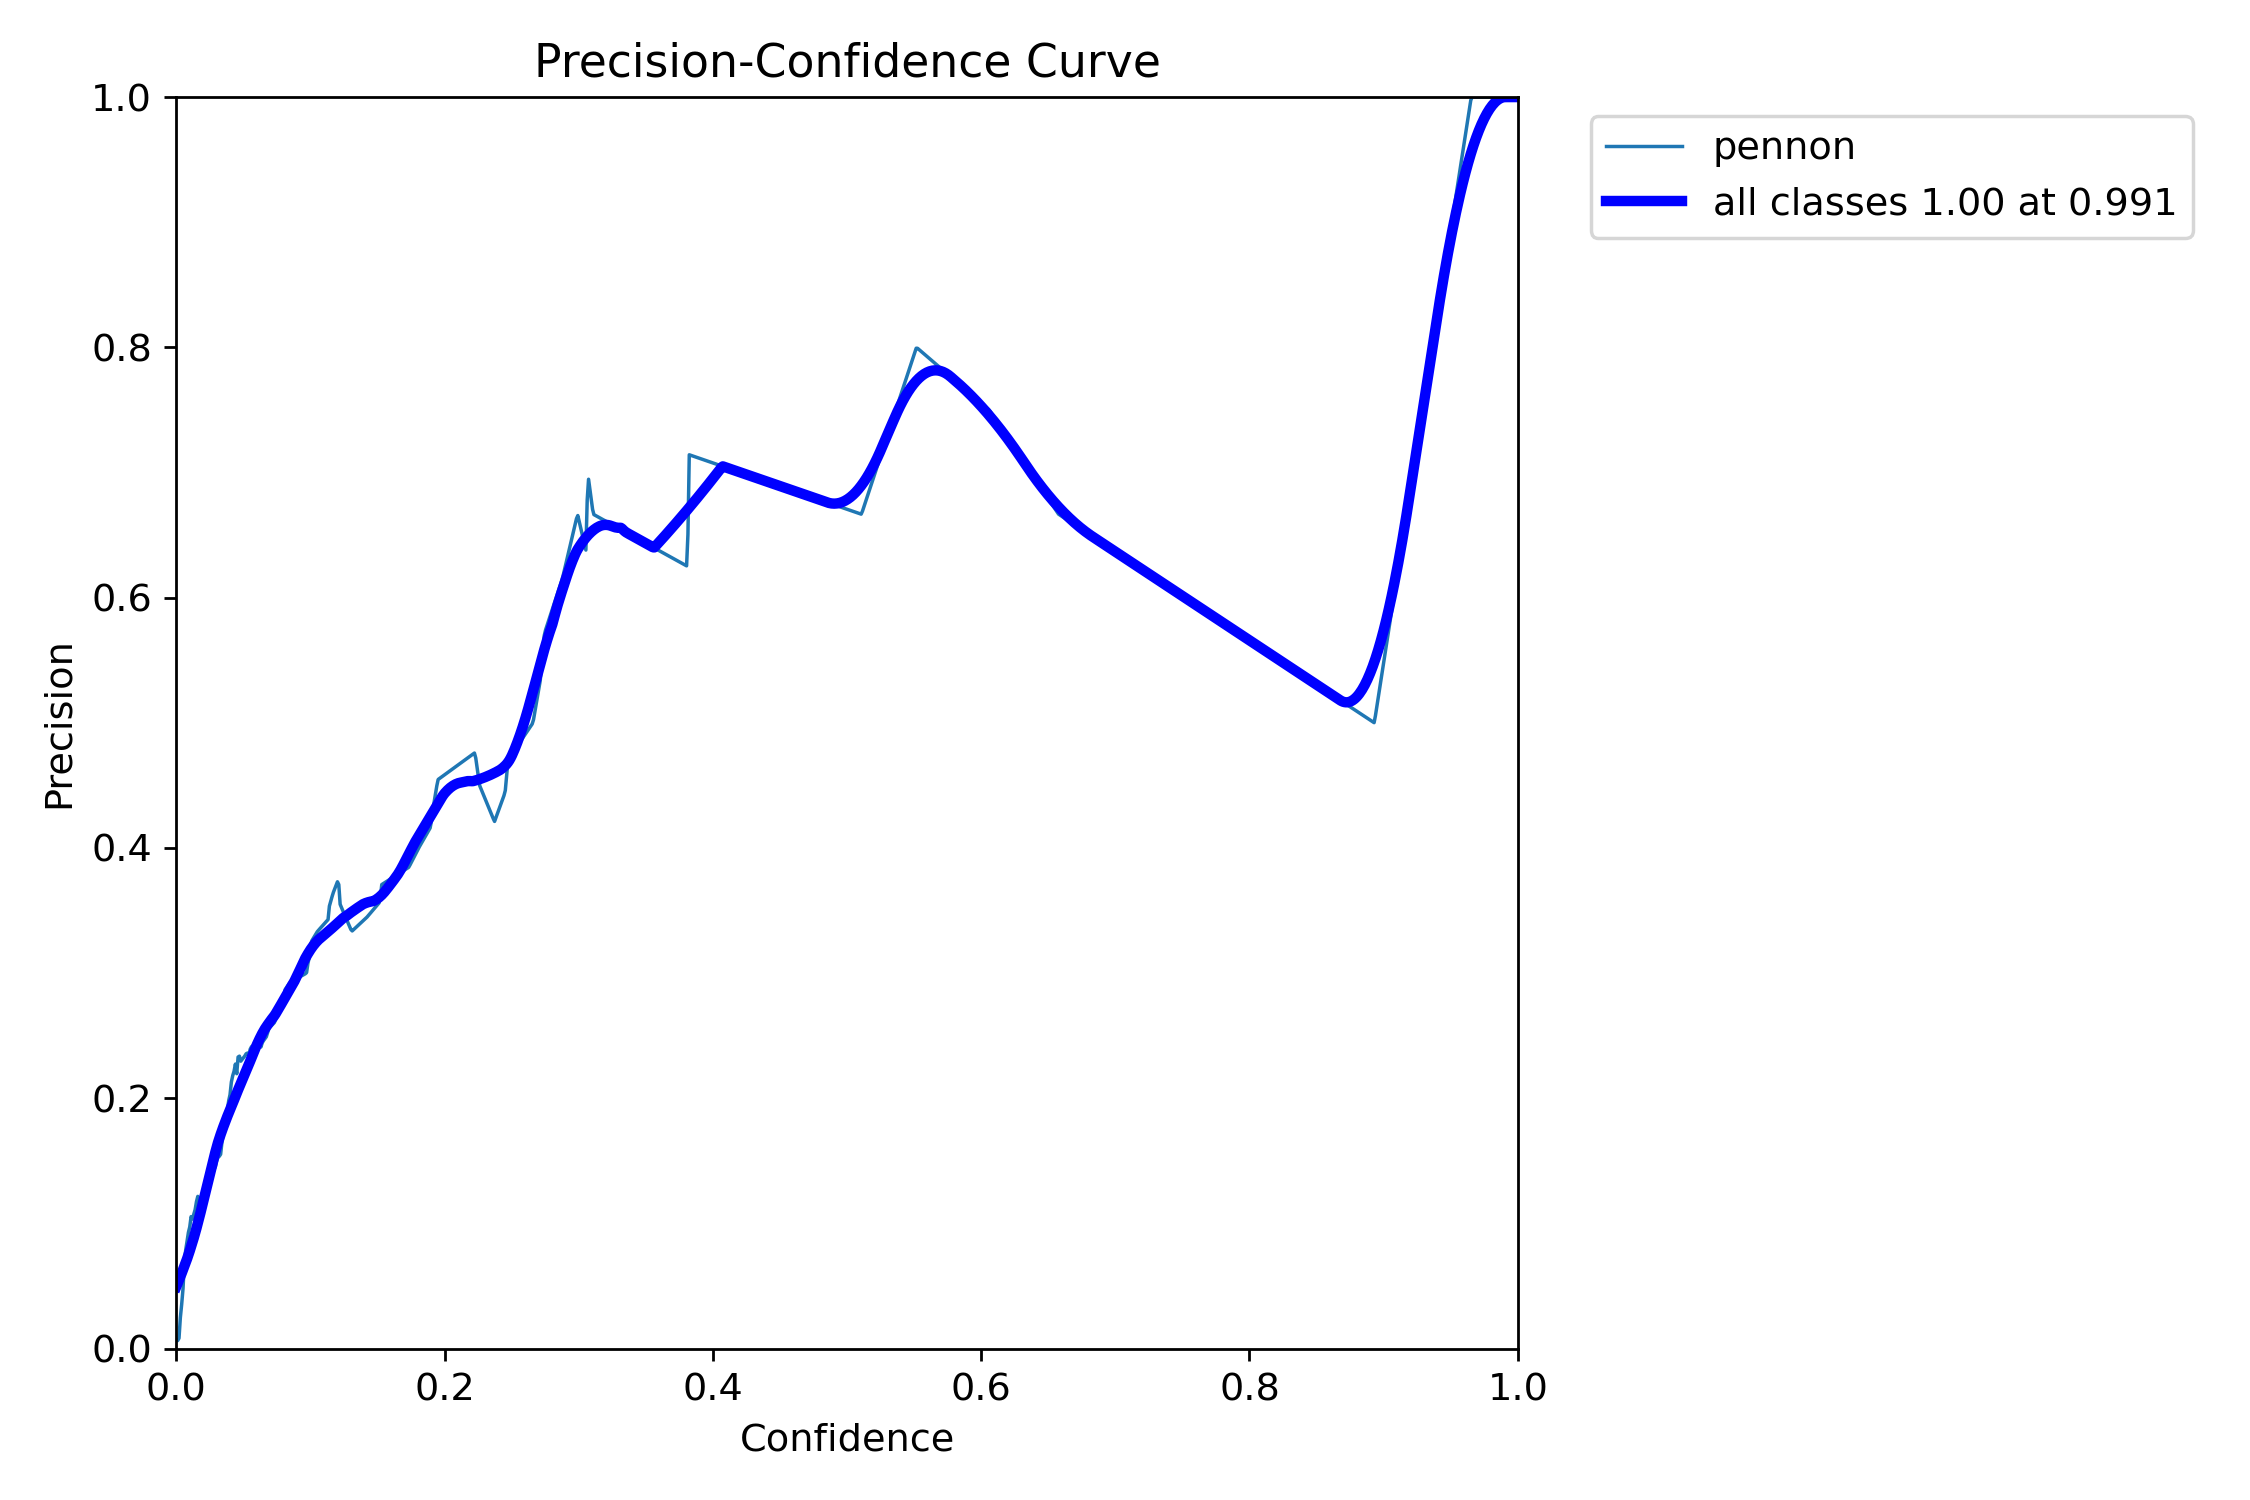 Precision-Confidence Curve
1.0
0.8
0.6
0.4
0.2
0.0
Precision
0.0 0.2 0.4 0.6 0.8 1.0
Confidence
pennon
all classes 1.00 at 0.991